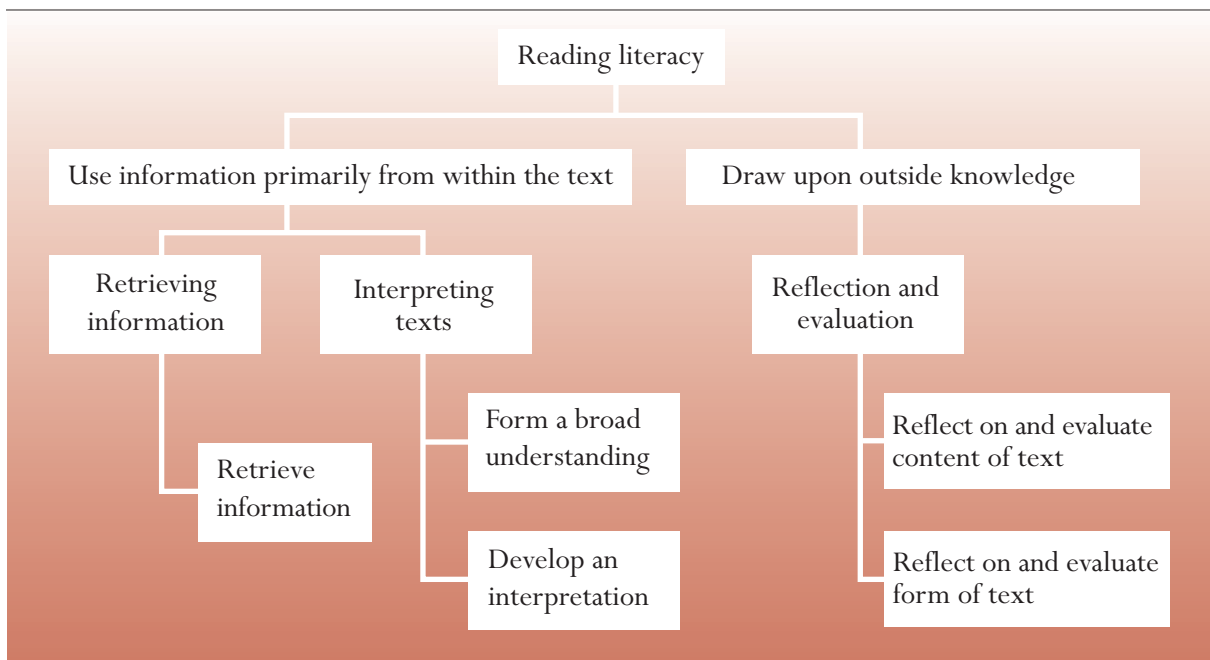 Reading literacy
Use information primarily from within the text
Draw upon outside knowledge
Retrieving
information
Interpreting
texts
Reflection and
evaluation
Form a broad
understanding
Reflect on and evaluate
content of text
Retrieve
information
Develop an
interpretation
Reflect on and evaluate
form of text